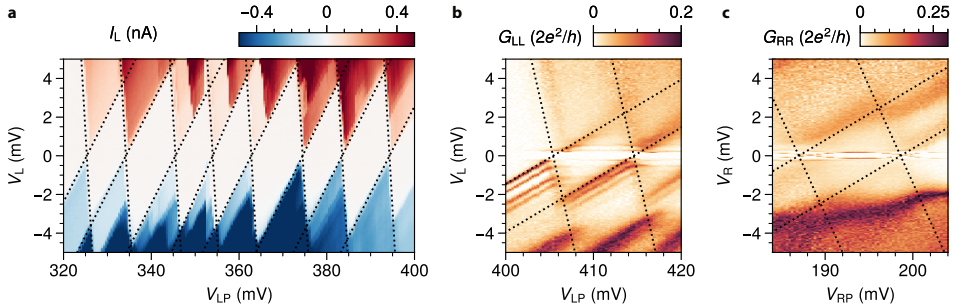 a
I_L (nA)
−0.4 0 0.4
V_L (mV)
4
2
0
−2
−4
320 340 360 380 400
V_LP (mV)
b
G_LL (2e²/h)
0 0.2
V_L (mV)
4
2
0
−2
−4
400 410 420
V_LP (mV)
c
G_RR (2e²/h)
0 0.25
V_R (mV)
4
2
0
−2
−4
190 200
V_RP (mV)